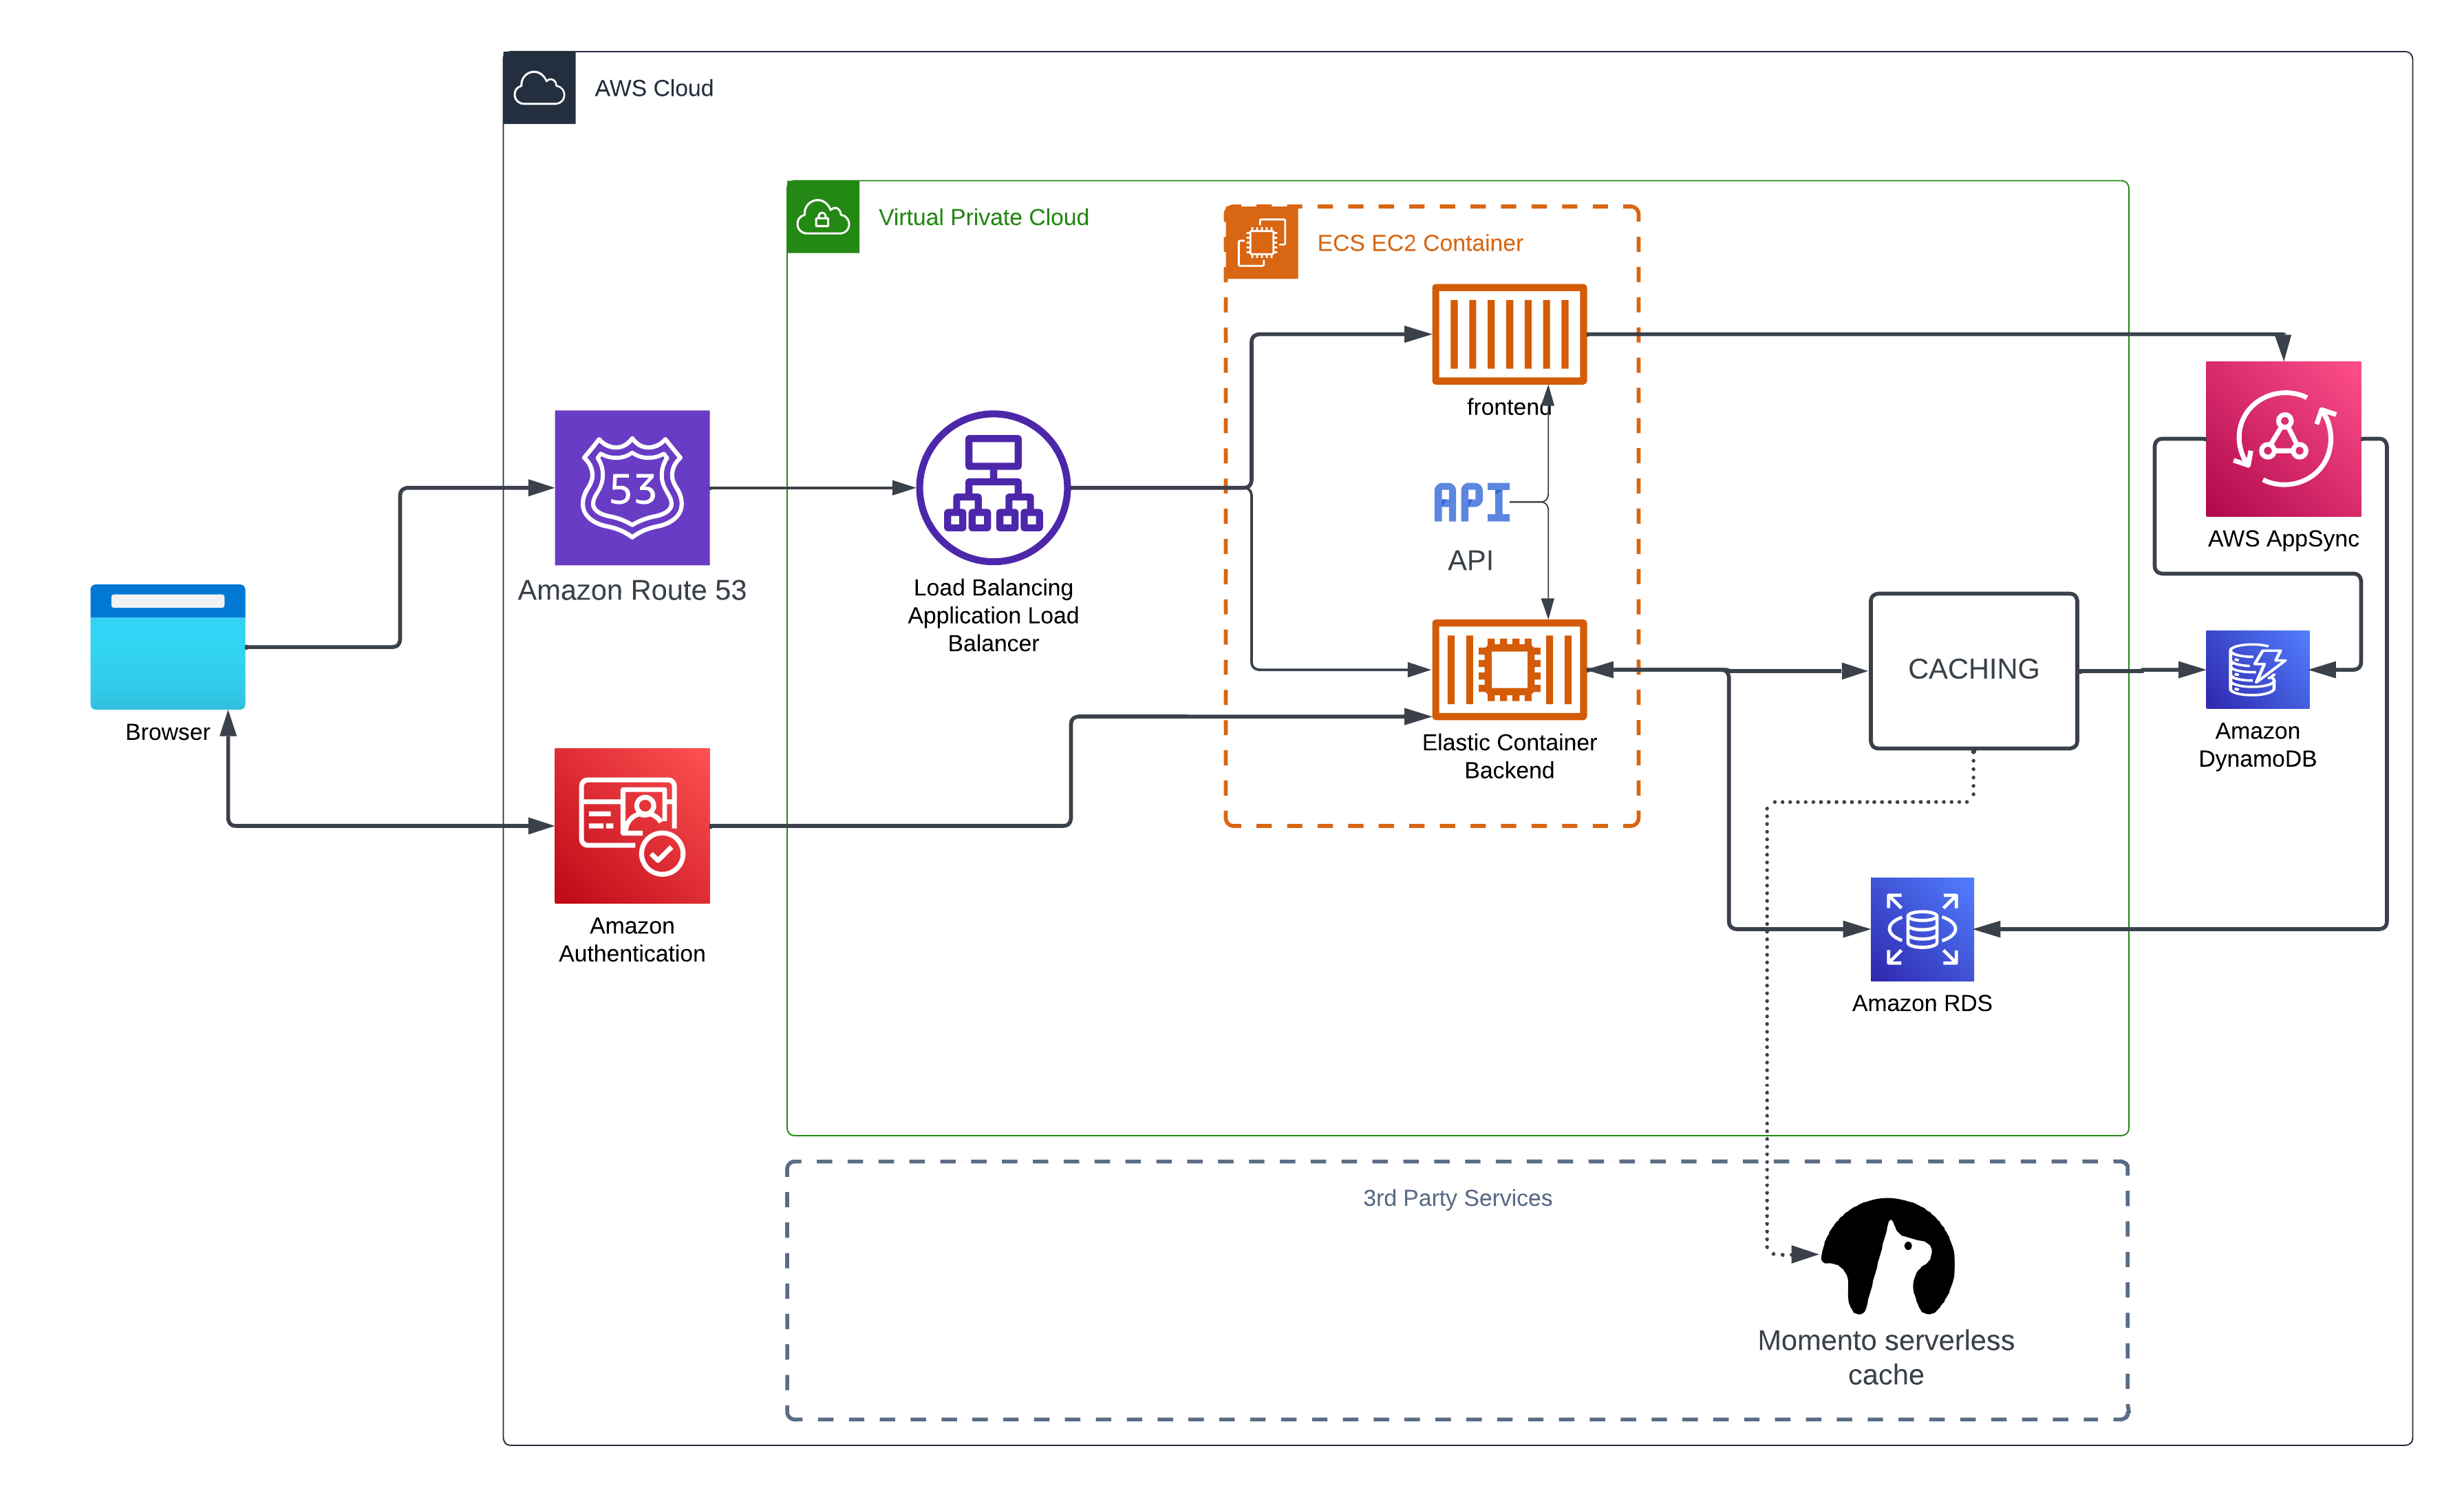 AWS Cloud
Virtual Private Cloud
ECS EC2 Container
frontend
53
Amazon Route 53
Load Balancing
Application Load
Balancer
API
API
AWS AppSync
Browser
CACHING
Elastic Container
Backend
Amazon
DynamoDB
Amazon
Authentication
Amazon RDS
3rd Party Services
Momento serverless
cache